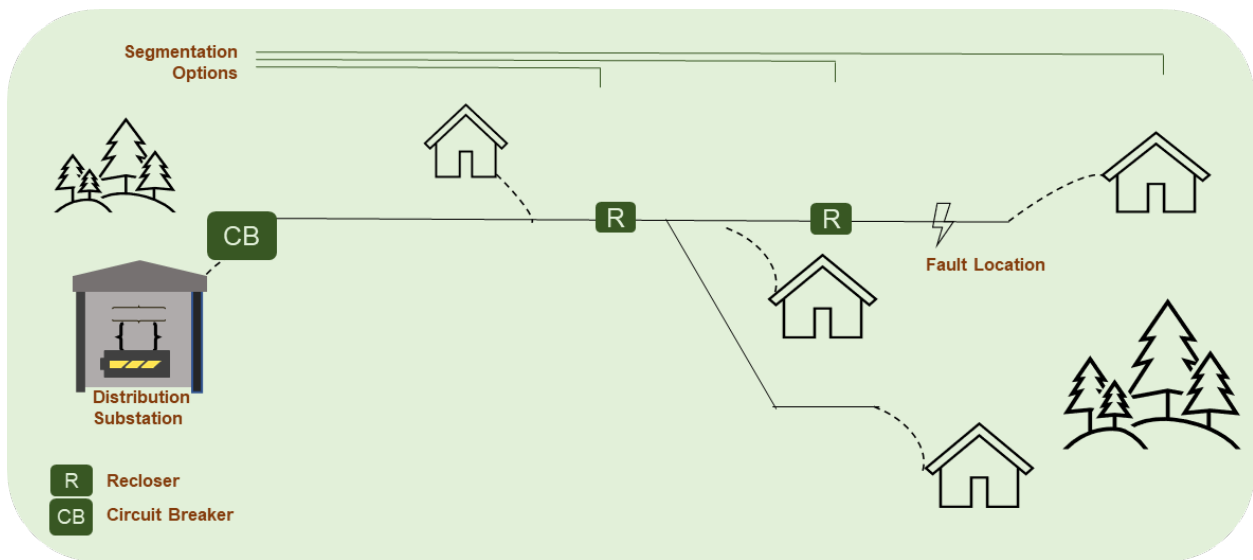 Segmentation
Options
R
R
CB
Fault Location
Distribution
Substation
R Recloser
CB Circuit Breaker